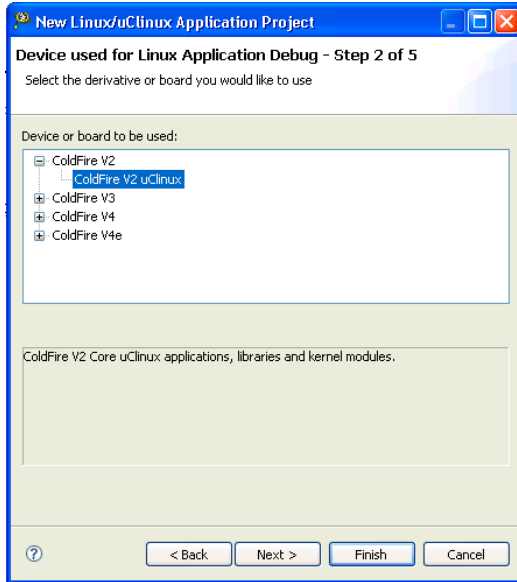 New Linux/uClinux Application Project
Device used for Linux Application Debug - Step 2 of 5
Select the derivative or board you would like to use
Device or board to be used:
ColdFire V2
ColdFire V2 uClinux
ColdFire V3
ColdFire V4
ColdFire V4e
ColdFire V2 Core uClinux applications, libraries and kernel modules.
? < Back Next > Finish Cancel